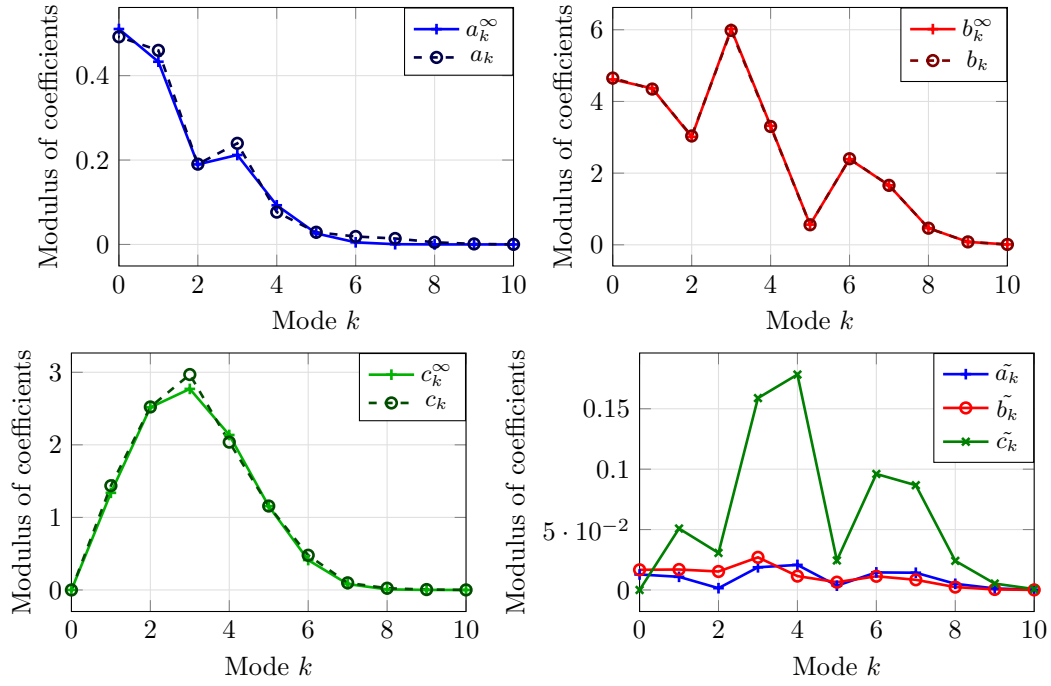 Modulus of coefficients
0.4
0.2
0
0 2 4 6 8 10
Mode k
a_k^∞
a_k
Modulus of coefficients
6
4
2
0
0 2 4 6 8 10
Mode k
b_k^∞
b_k
Modulus of coefficients
3
2
1
0
0 2 4 6 8 10
Mode k
c_k^∞
c_k
Modulus of coefficients
0.15
0.1
5 · 10^{-2}
0
0 2 4 6 8 10
Mode k
ã_k
b̃_k
c̃_k